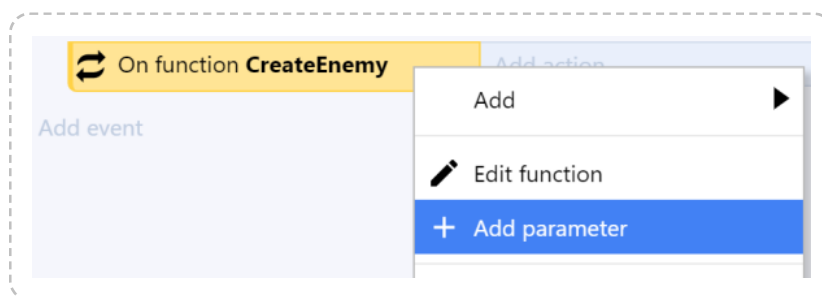 On function CreateEnemy
Add action
Add
Add event
Edit function
Add parameter